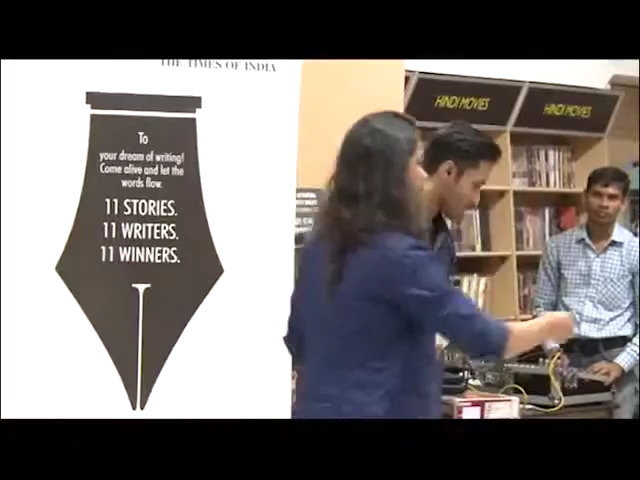 THE TIMES OF INDIA
To
your dream of writing!
Come alive and let the
words flow.
11 STORIES.
11 WRITERS.
11 WINNERS.
HINDI MOVIES
HINDI MOVIES